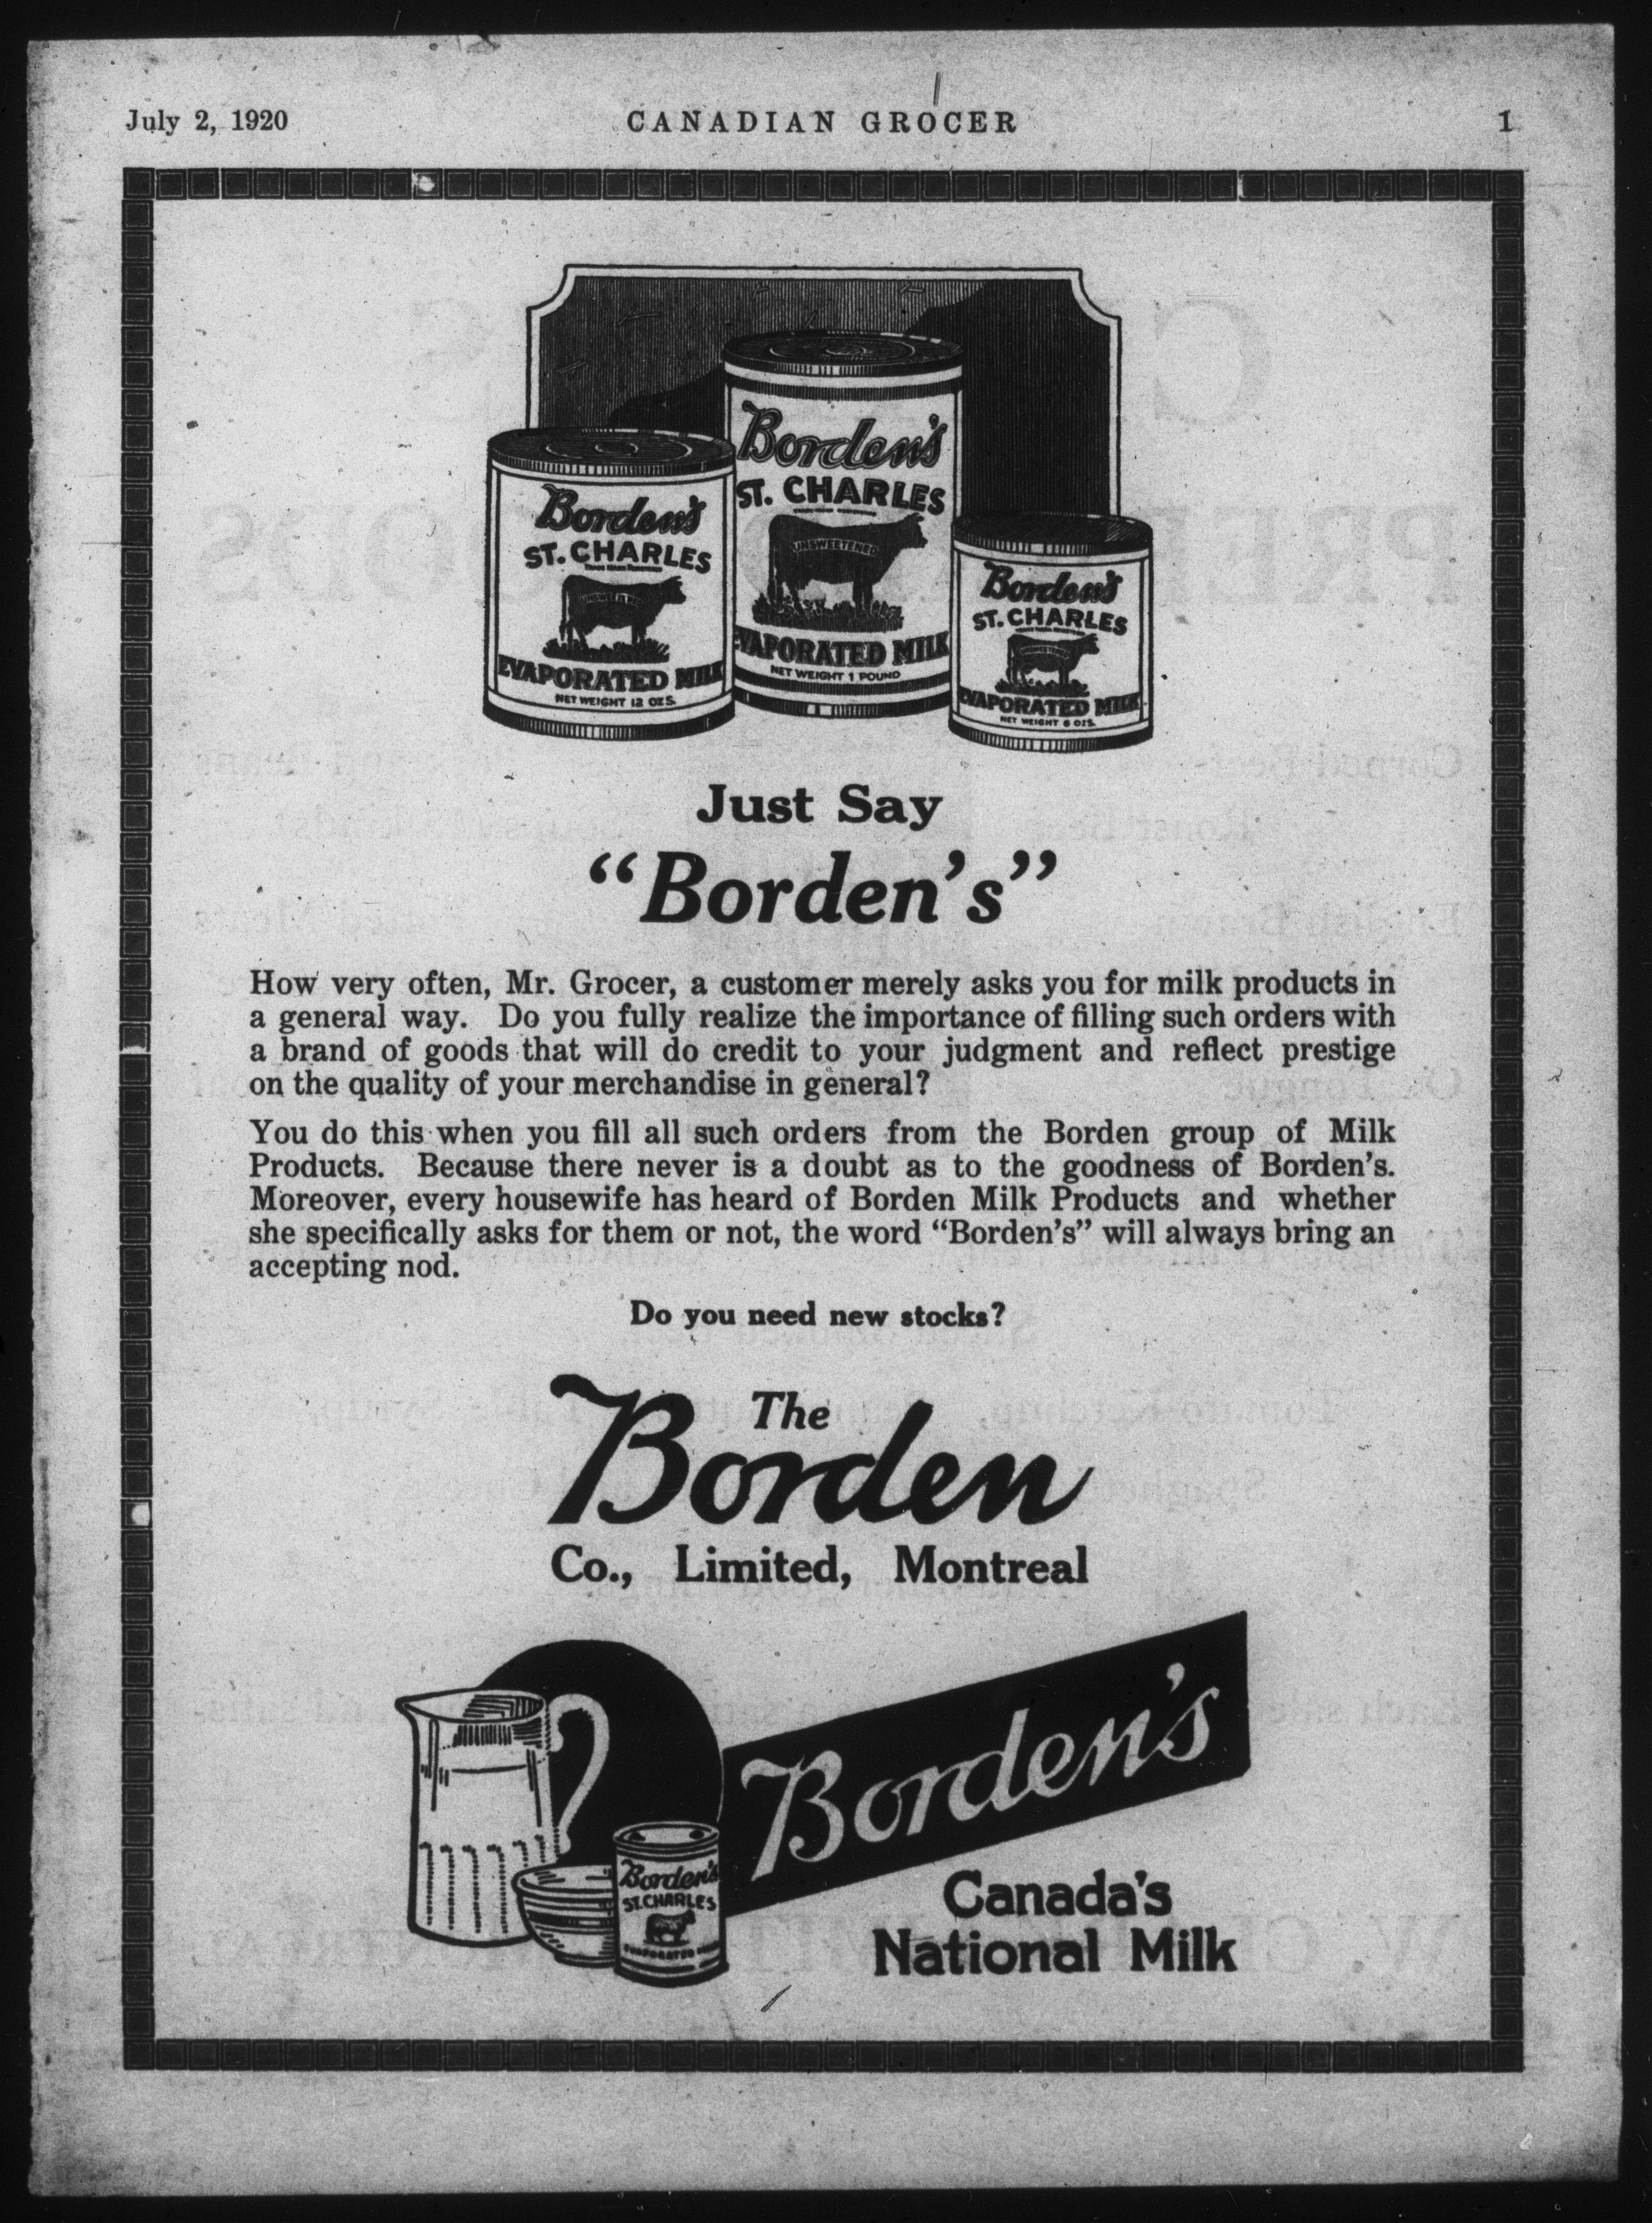 July 2, 1920
CANADIAN GROCER
1
Borden's
ST. CHARLES
UNSWEETENED
EVAPORATED MILK
NET WEIGHT 12 OZS.
Borden's
ST. CHARLES
UNSWEETENED
EVAPORATED MILK
NET WEIGHT 1 POUND
Borden's
ST. CHARLES
EVAPORATED MILK
NET WEIGHT 6 OZS.
Just Say
“Borden's”
How very often, Mr. Grocer, a customer merely asks you for milk products in
a general way. Do you fully realize the importance of filling such orders with
a brand of goods that will do credit to your judgment and reflect prestige
on the quality of your merchandise in general?
You do this when you fill all such orders from the Borden group of Milk
Products. Because there never is a doubt as to the goodness of Borden's.
Moreover, every housewife has heard of Borden Milk Products and whether
she specifically asks for them or not, the word “Borden's” will always bring an
accepting nod.
Do you need new stocks?
The
Borden
Co., Limited, Montreal
Borden's
Borden's
ST. CHARLES
EVAPORATED MILK
Canada's
National Milk